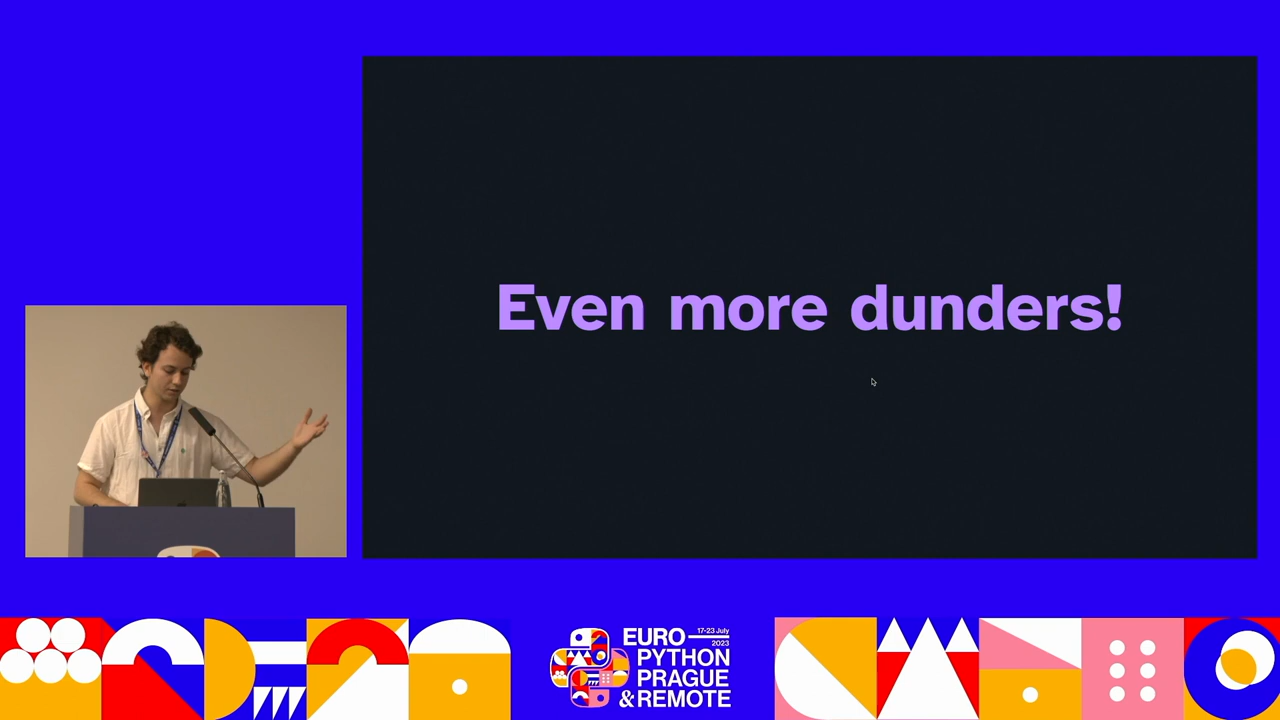 Even more dunders!
EURO
17-23 July
2023
PYTHON
PRAGUE
&REMOTE